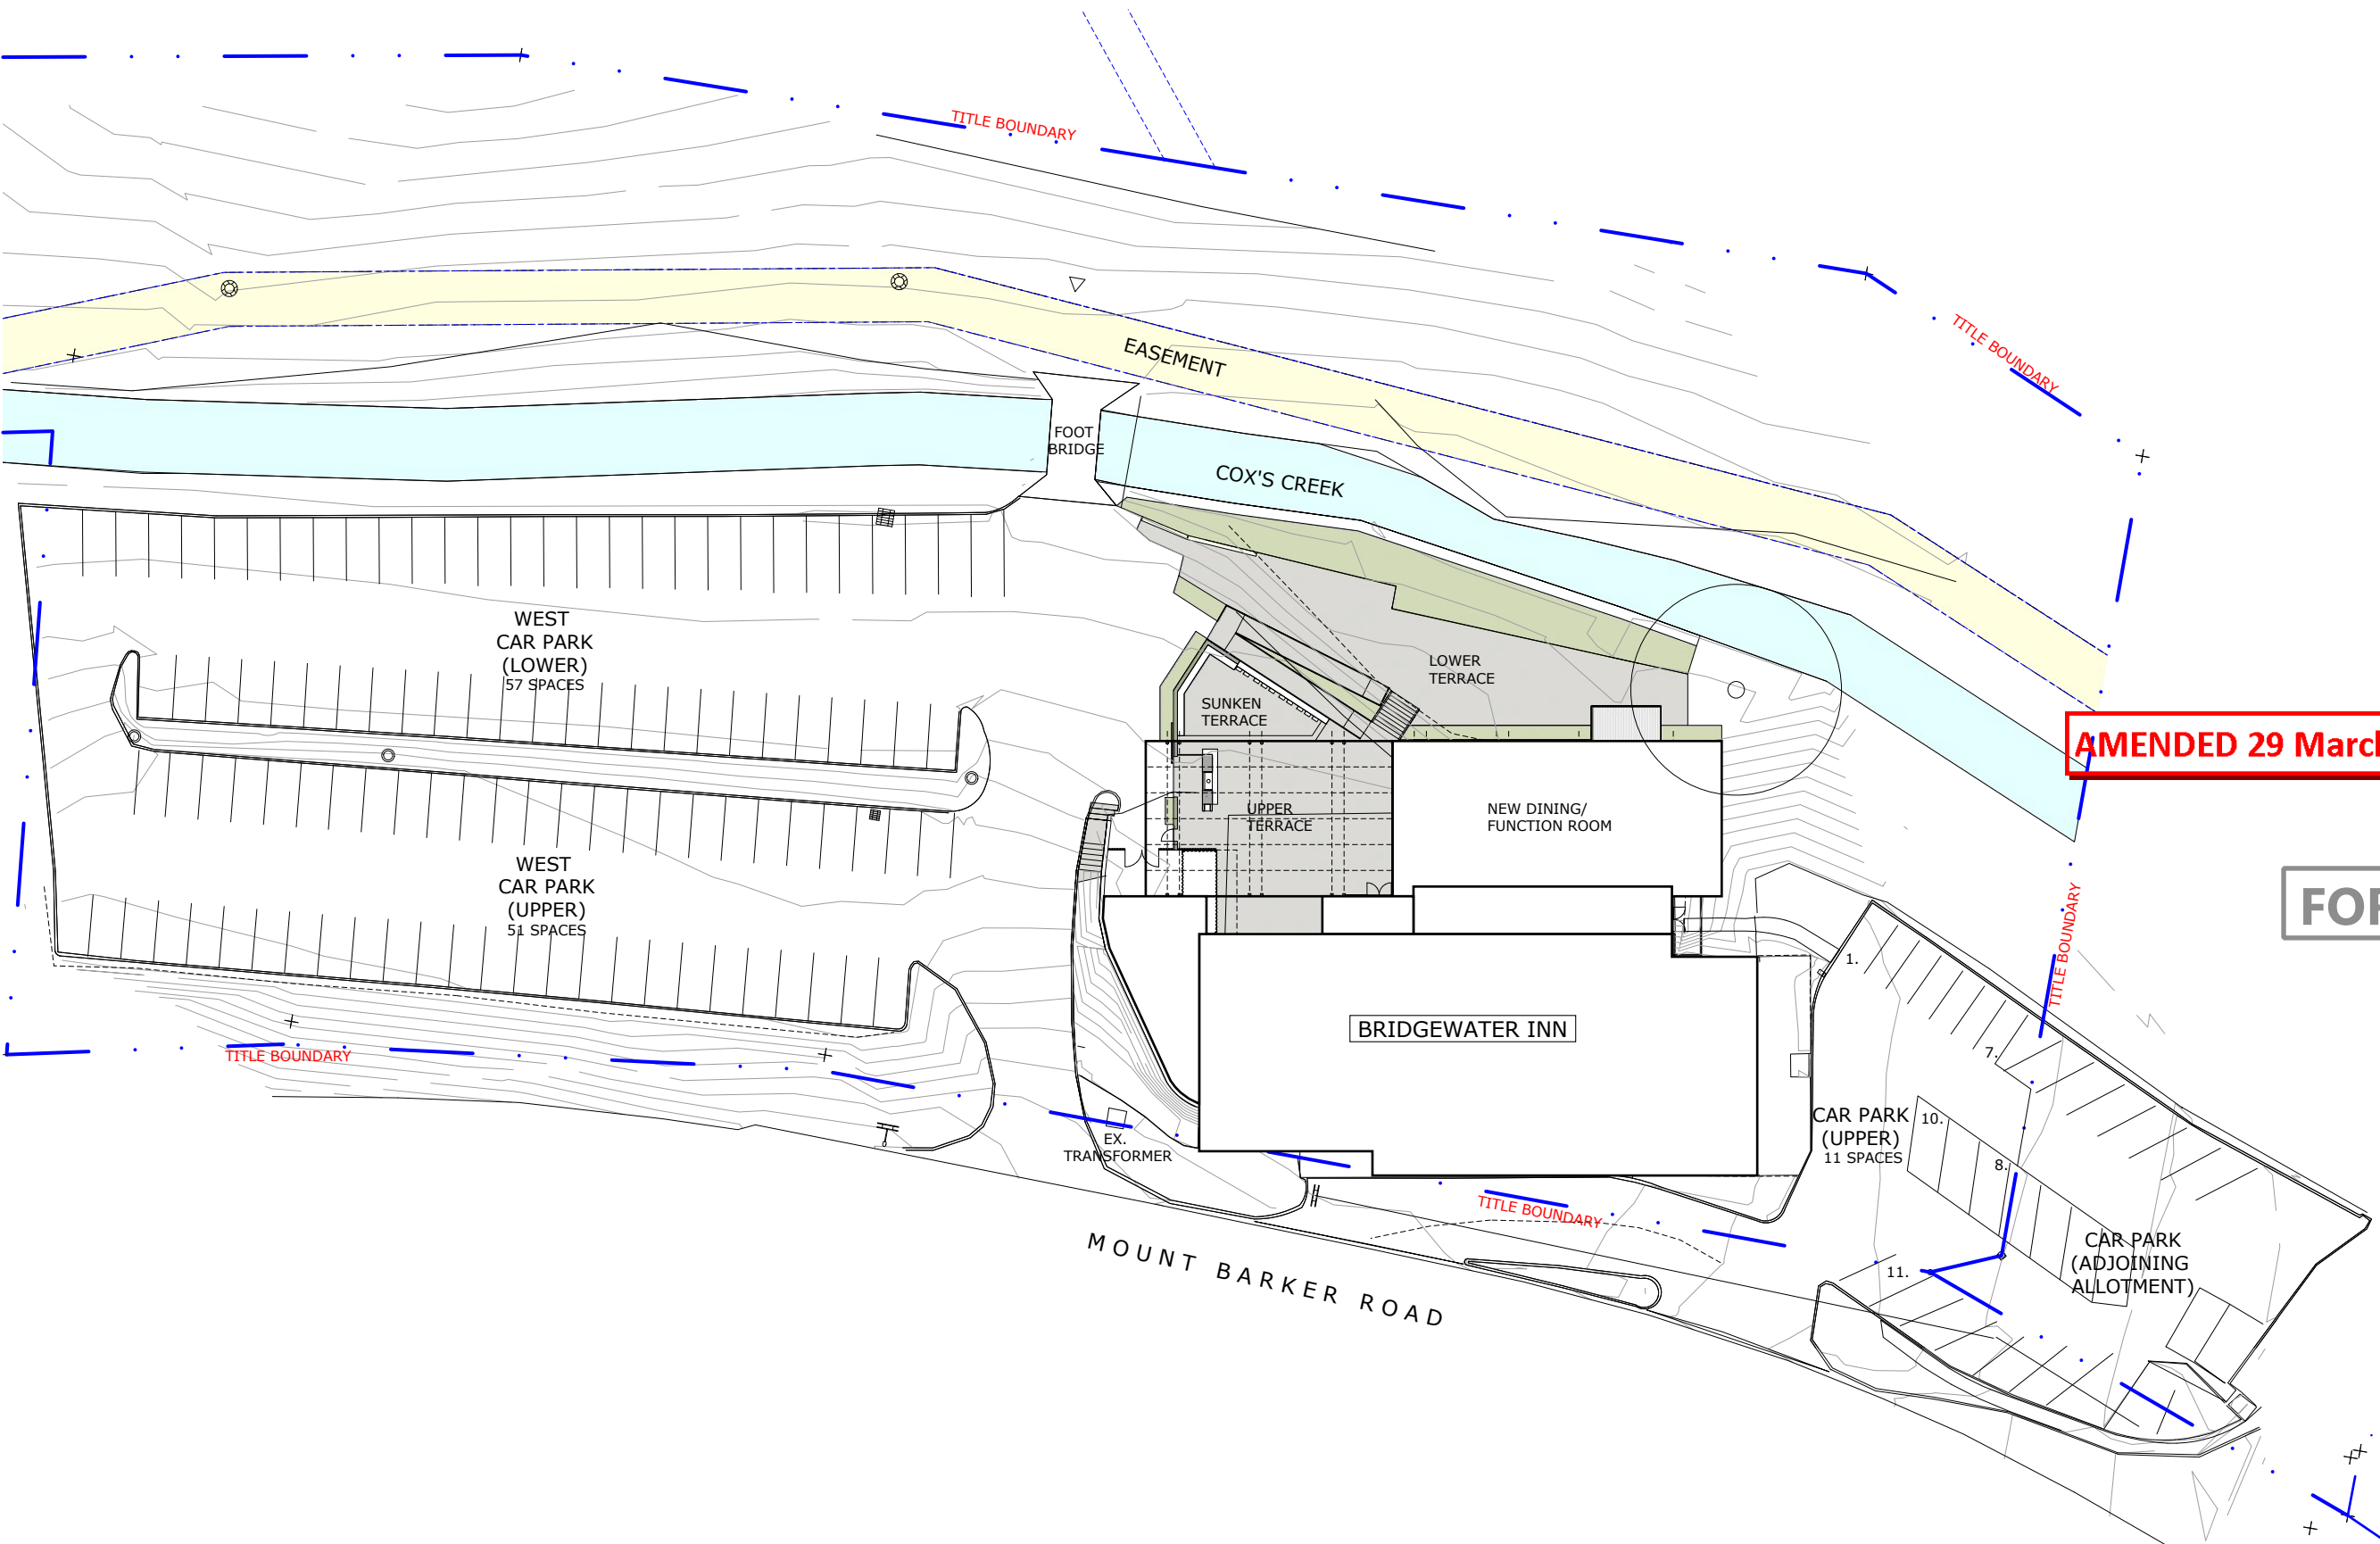 TITLE BOUNDARY
TITLE BOUNDARY
EASEMENT
FOOT
BRIDGE
COX'S CREEK
WEST
CAR PARK
(LOWER)
57 SPACES
LOWER
TERRACE
SUNKEN
TERRACE
AMENDED 29 March
UPPER
TERRACE
NEW DINING/
FUNCTION ROOM
WEST
CAR PARK
(UPPER)
51 SPACES
FOR
TITLE BOUNDARY
1.
BRIDGEWATER INN
7.
TITLE BOUNDARY
10.
CAR PARK
(UPPER)
11 SPACES
8.
EX.
TRANSFORMER
TITLE BOUNDARY
MOUNT BARKER ROAD
CAR PARK
(ADJOINING
ALLOTMENT)
11.